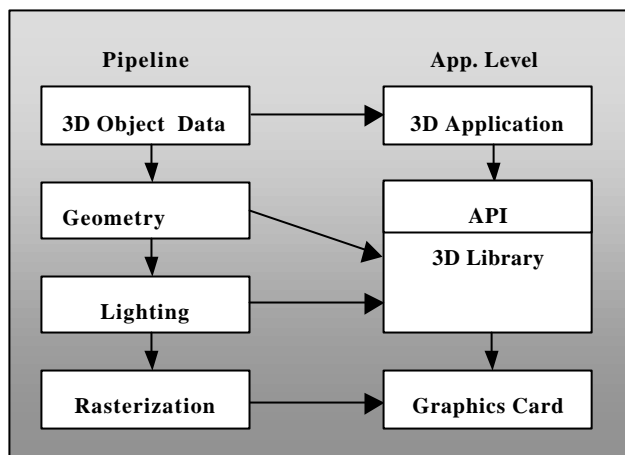 Pipeline
App. Level
3D Object Data
3D Application
Geometry
API
3D Library
Lighting
Rasterization
Graphics Card